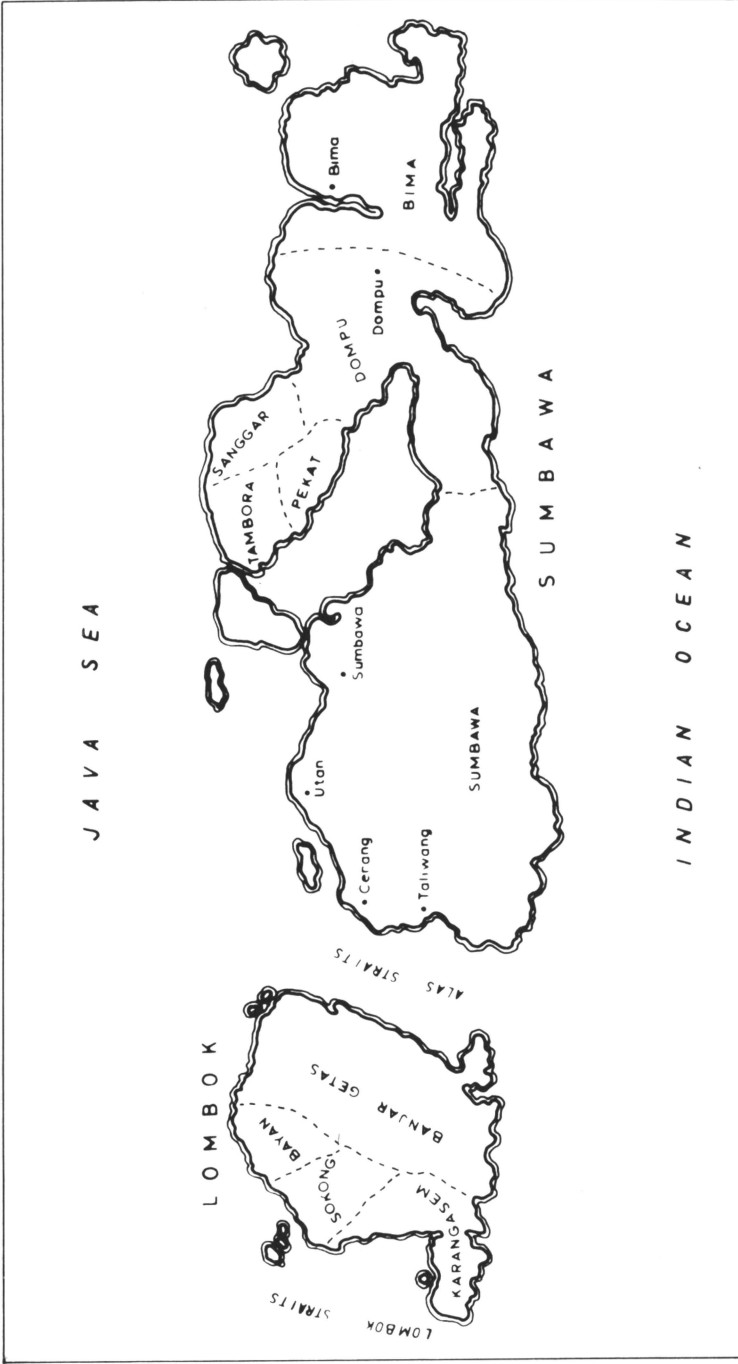 JAVA SEA
LOMBOK
BAYAN
SOKONG
BANJAR GETAS
KARANGASEM
LOMBOK STRAITS
ALAS STRAITS
Utan
Cerang
Taliwang
Sumbawa
SUMBAWA
TAMBORA
SANGGAR
PEKAT
DOMPU
Dompu
Bima
BIMA
SUMBAWA
INDIAN OCEAN